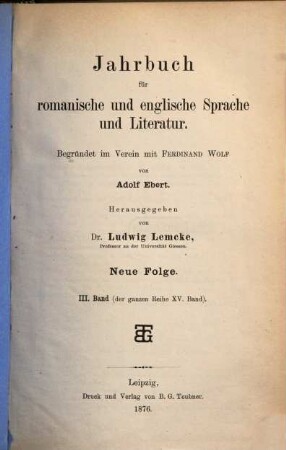 Jahrbuch
für
romanische und englische Sprache
und Literatur.
Begründet im Verein mit FERDINAND WOLF
von
Adolf Ebert.
Herausgegeben
von
Dr. Ludwig Lemcke,
Professor an der Universität Giessen.
Neue Folge.
III. Band (der ganzen Reihe XV. Band).
Leipzig,
Druck und Verlag von B. G. Teubner.
1876.